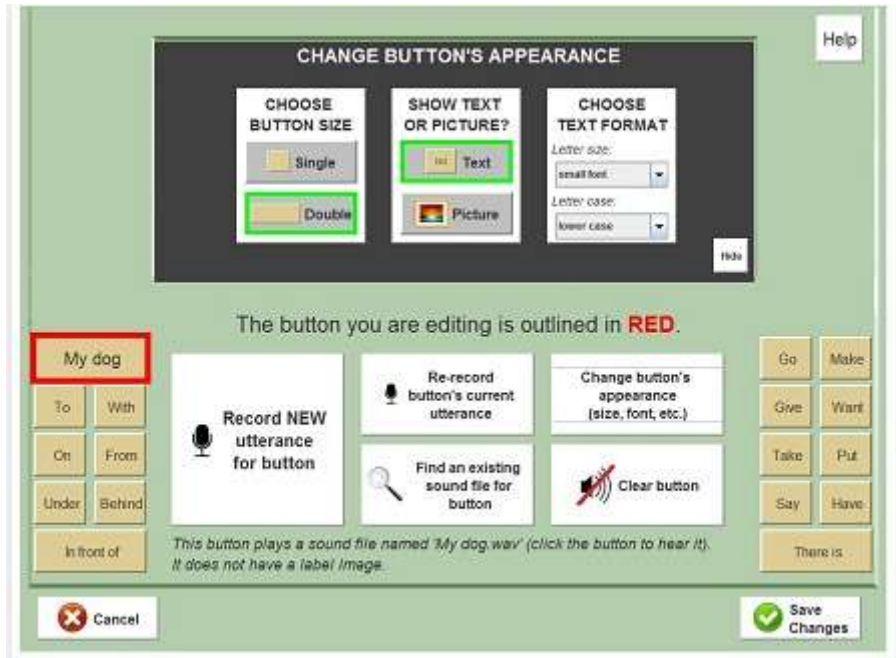 Help
CHANGE BUTTON'S APPEARANCE
CHOOSE
BUTTON SIZE
Single
Double
SHOW TEXT
OR PICTURE?
Text
Picture
CHOOSE
TEXT FORMAT
Letter size:
small font
Letter case:
lower case
Hide
The button you are editing is outlined in RED.
My dog
To
With
On
From
Under
Behind
In front of
Record NEW
utterance
for button
Re-record
button's current
utterance
Change button's
appearance
(size, font, etc.)
Find an existing
sound file for
button
Clear button
This button plays a sound file named 'My dog.wav' (click the button to hear it).
It does not have a label image.
Go
Make
Give
Want
Take
Put
Say
Have
There is
Cancel
Save
Changes